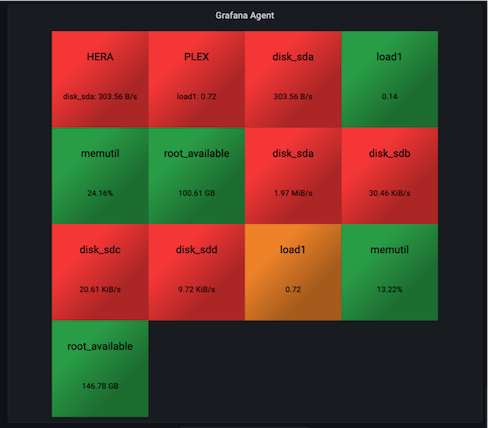 Grafana Agent
HERA
disk_sda: 303.56 B/s
PLEX
load1: 0.72
disk_sda
303.56 B/s
load1
0.14
memutil
24.16%
root_available
100.61 GB
disk_sda
1.97 MiB/s
disk_sdb
30.46 KiB/s
disk_sdc
20.61 KiB/s
disk_sdd
9.72 KiB/s
load1
0.72
memutil
13.22%
root_available
146.78 GB